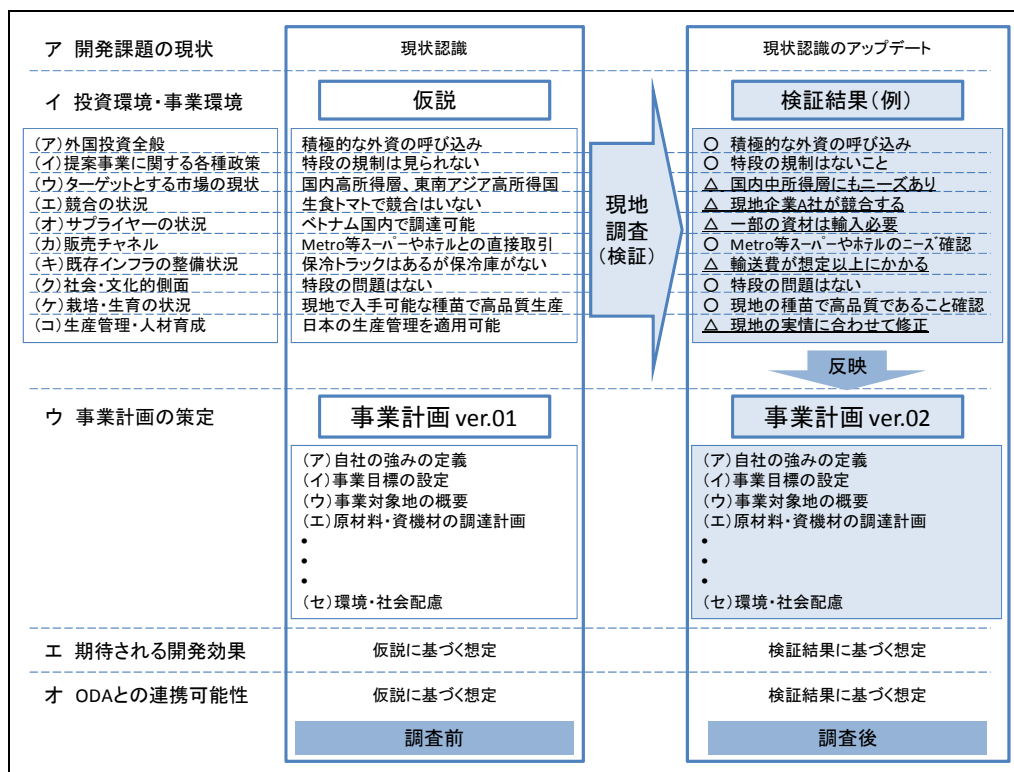 ア 開発課題の現状
現状認識
現状認識のアップデート
イ 投資環境・事業環境
仮説
検証結果(例)
(ア)外国投資全般
積極的な外資の呼び込み
○ 積極的な外資の呼び込み
(イ)提案事業に関する各種政策
特段の規制は見られない
○ 特段の規制はないこと
(ウ)ターゲットとする市場の現状
国内高所得層、東南アジア高所得国
△ 国内中所得層にもニーズあり
(エ)競合の状況
生食トマトで競合はいない
△ 現地企業A社が競合する
(オ)サプライヤーの状況
ベトナム国内で調達可能
△ 一部の資材は輸入必要
(カ)販売チャネル
Metro等スーパーやホテルとの直接取引
○ Metro等スーパーやホテルのニーズ確認
(キ)既存インフラの整備状況
保冷トラックはあるが保冷庫がない
△ 輸送費が想定以上にかかる
(ク)社会・文化的側面
特段の問題はない
○ 特段の問題はない
(ケ)栽培・生育の状況
現地で入手可能な種苗で高品質生産
○ 現地の種苗で高品質であること確認
(コ)生産管理・人材育成
日本の生産管理を適用可能
△ 現地の実情に合わせて修正
現地
調査
(検証)
反映
ウ 事業計画の策定
事業計画 ver.01
(ア)自社の強みの定義
(イ)事業目標の設定
(ウ)事業対象地の概要
(エ)原材料・資機材の調達計画
•
•
•
(セ)環境・社会配慮
事業計画 ver.02
(ア)自社の強みの定義
(イ)事業目標の設定
(ウ)事業対象地の概要
(エ)原材料・資機材の調達計画
•
•
•
(セ)環境・社会配慮
エ 期待される開発効果
仮説に基づく想定
検証結果に基づく想定
オ ODAとの連携可能性
仮説に基づく想定
検証結果に基づく想定
調査前
調査後